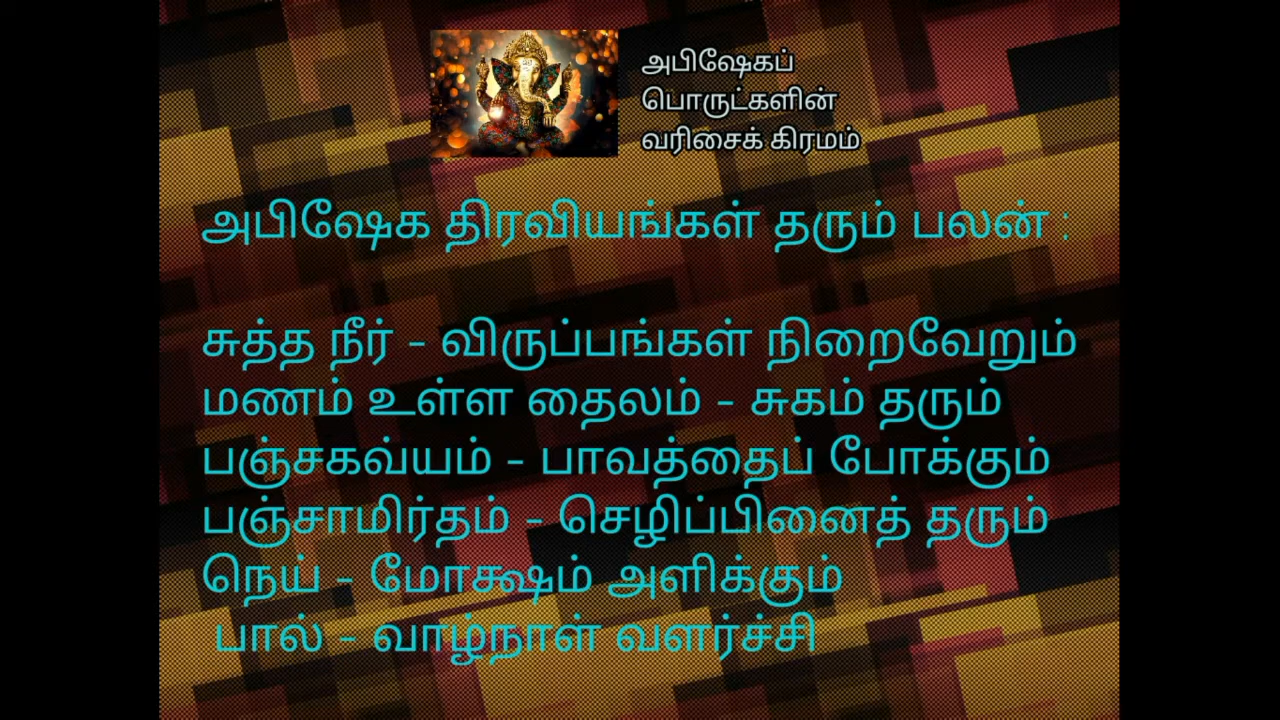 அபிஷேகப்
பொருட்களின்
வரிசைக் கிரமம்
அபிஷேக திரவியங்கள் தரும் பலன் :
சுத்த நீர் - விருப்பங்கள் நிறைவேறும்
மணம் உள்ள தைலம் - சுகம் தரும்
பஞ்சகவ்யம் - பாவத்தைப் போக்கும்
பஞ்சாமிர்தம் - செழிப்பினைத் தரும்
நெய் - மோக்ஷம் அளிக்கும்
பால் - வாழ்நாள் வளர்ச்சி